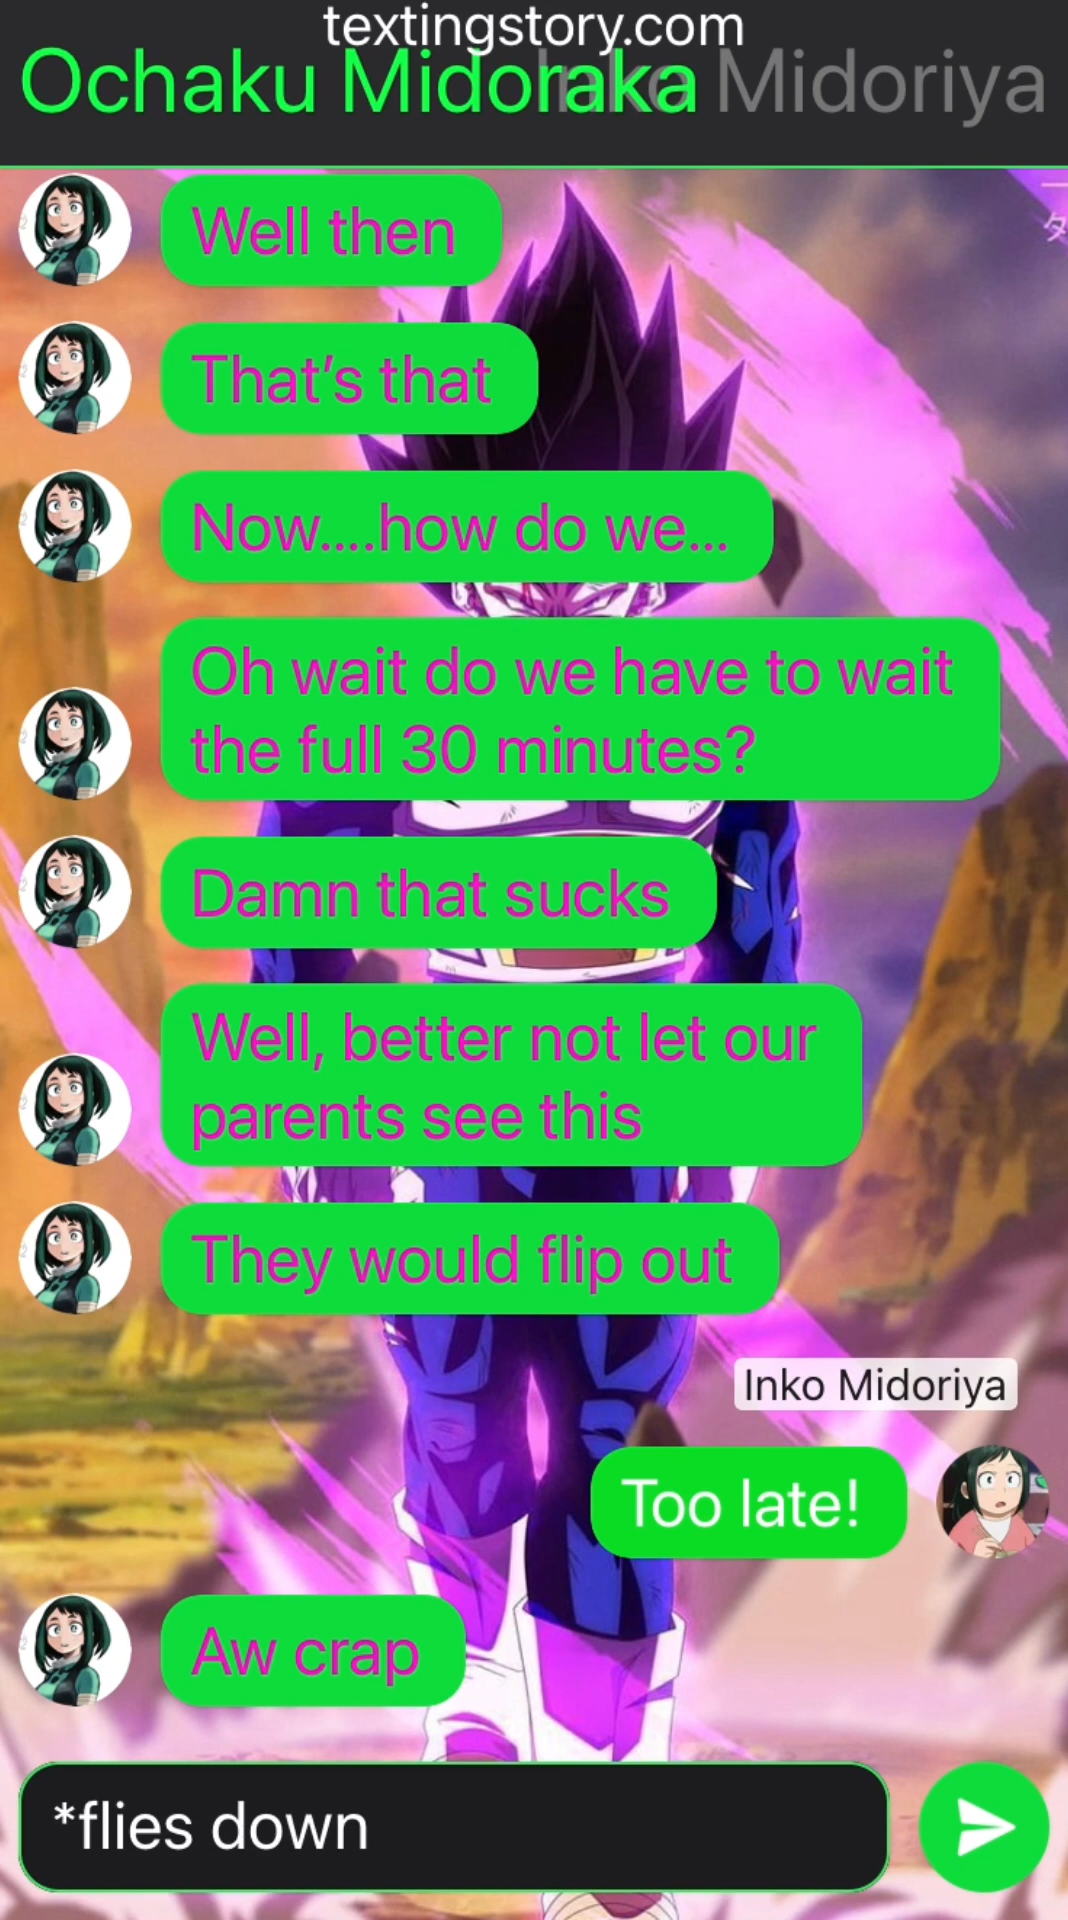 textingstory.com
Ochaku Midoraka
Midoriya
Well then
That's that
Now....how do we...
Oh wait do we have to wait
the full 30 minutes?
Damn that sucks
Well, better not let our
parents see this
They would flip out
Inko Midoriya
Too late!
Aw crap
*flies down